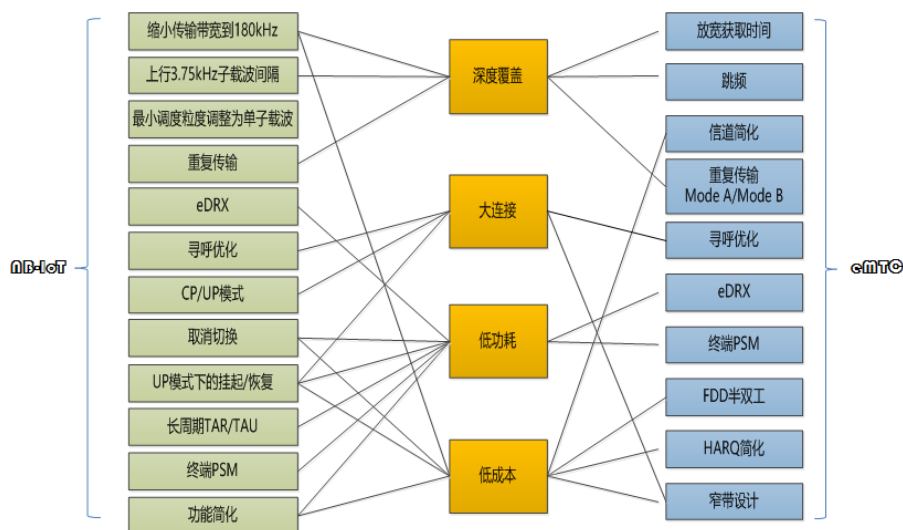 NB-IoT
缩小传输带宽到180kHz
上行3.75kHz子载波间隔
最小调度粒度调整为单子载波
重复传输
eDRX
寻呼优化
CP/UP模式
取消切换
UP模式下的挂起/恢复
长周期TAR/TAU
终端PSM
功能简化
深度覆盖
大连接
低功耗
低成本
放宽获取时间
跳频
信道简化
重复传输
Mode A/Mode B
寻呼优化
eDRX
终端PSM
FDD半双工
HARQ简化
窄带设计
eMTC